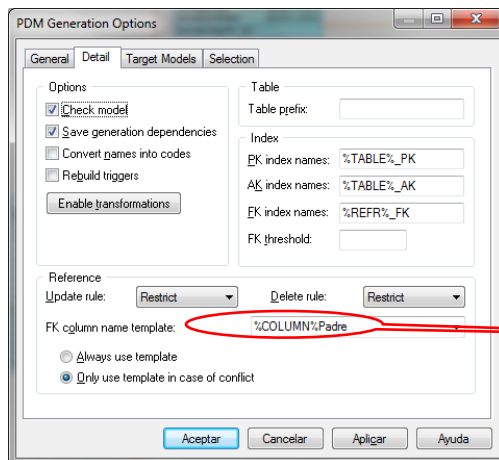 PDM Generation Options
General Detail Target Models Selection
Options
Check model
Save generation dependencies
Convert names into codes
Rebuild triggers
Enable transformations
Table
Table prefix:
Index
PK index names: %TABLE%_PK
AK index names: %TABLE%_AK
FK index names: %REFR%_FK
FK threshold:
Reference
Update rule: Restrict Delete rule: Restrict
FK column name template: %COLUMN%Padre
Always use template
Only use template in case of conflict
Aceptar Cancelar Aplicar Ayuda